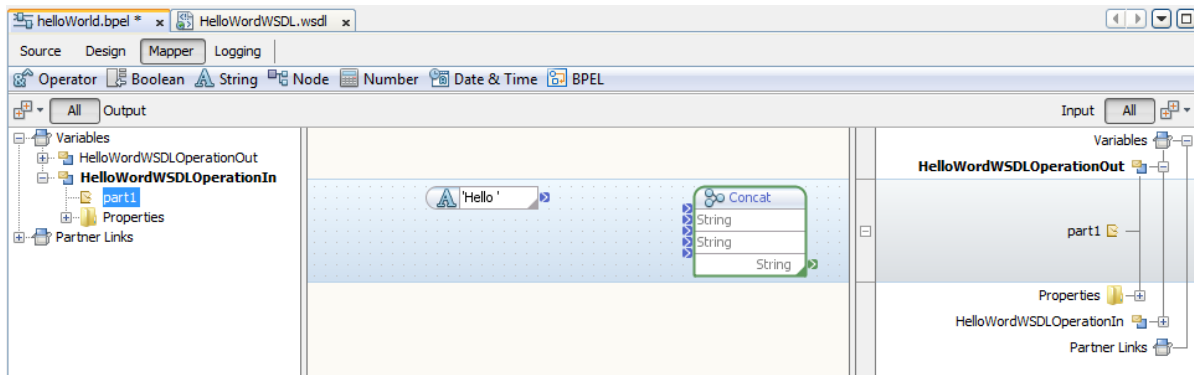 helloWorld.bpel * x HelloWordWSDL.wsdl x
Source Design Mapper Logging
Operator Boolean String Node Number Date & Time BPEL
All Output Input All
Variables Variables
HelloWordWSDLOperationOut HelloWordWSDLOperationOut
HelloWordWSDLOperationIn
part1 'Hello ' Concat
Properties String
Partner Links part1
String
String
Properties
HelloWordWSDLOperationIn
Partner Links